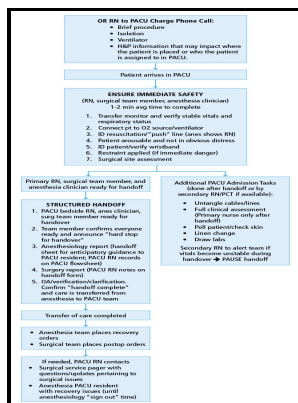 OR RN to PACU Charge Phone Call:
• Brief procedure
• Isolation
• Ventilator
• H&P information that may impact where
the patient is placed or who the patient
is assigned to in PACU.
Patient arrives in PACU
ENSURE IMMEDIATE SAFETY
(RN, surgical team member, anesthesia clinician)
1-2 min avg time to complete
1. Transfer monitor and verify stable vitals and
respiratory status
2. Connect pt to O2 source/ventilator
3. ID resuscitation/"push" line (anes shows RN)
4. Patient arousable and not in obvious distress
5. ID patient/verify wristband
6. Restraint applied (if immediate danger)
7. Surgical site assessment
Primary RN, surgical team member, and
anesthesia clinician ready for handoff
STRUCTURED HANDOFF
1. PACU bedside RN, anes clinician,
surg team member ready for
handover
2. Team member confirms everyone
ready and announce "hard stop
for handover"
3. Anesthesiology report (handoff
sheet for anticipatory guidance to
PACU resident; PACU RN records
on PACU flowsheet)
4. Surgery report (PACU RN notes on
handoff form)
5. QA/verification/clarification.
Confirm "handoff complete"
and care is transferred from
anesthesia to PACU team
Additional PACU Admission Tasks
(done after handoff or by
secondary RN/PCT if available)
• Untangle cables/lines
• Full clinical assessment
(Primary nurse only after
handoff)
• Pull patient/check skin
• Linen change
• Draw labs
Secondary RN to alert team if
vitals become unstable during
handover → PAUSE handoff
Transfer of care completed
• Anesthesia team places recovery
orders
• Surgical team places postop orders
If needed, PACU RN contacts
• Surgical service pager with
questions/updates pertaining to
surgical issues
• Anesthesia PACU resident
with recovery issues (until
anesthesiology "sign out" time)